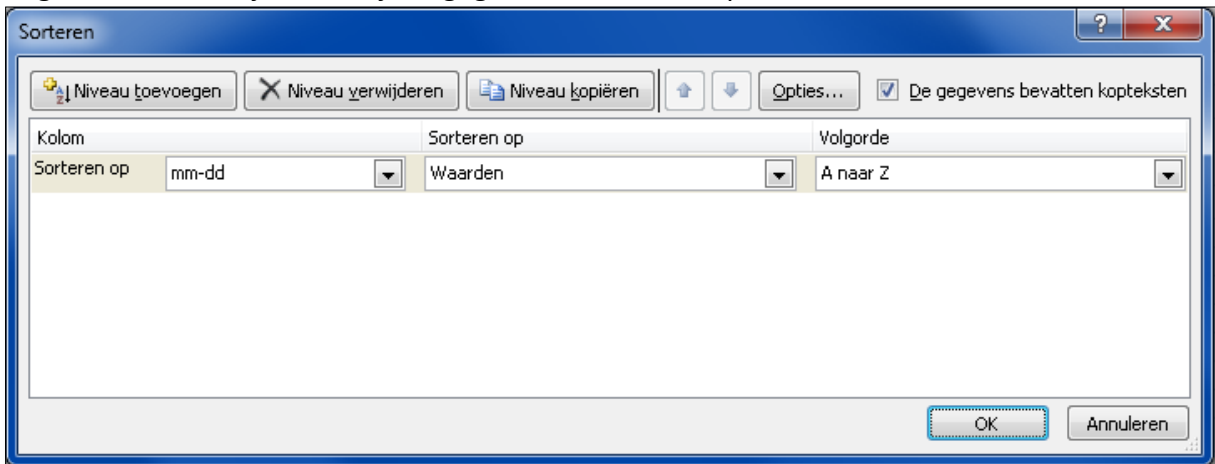 Sorteren
Niveau toevoegen Niveau verwijderen Niveau kopiëren Opties... De gegevens bevatten kopteksten
Kolom Sorteren op Volgorde
Sorteren op mm-dd Waarden A naar Z
OK Annuleren